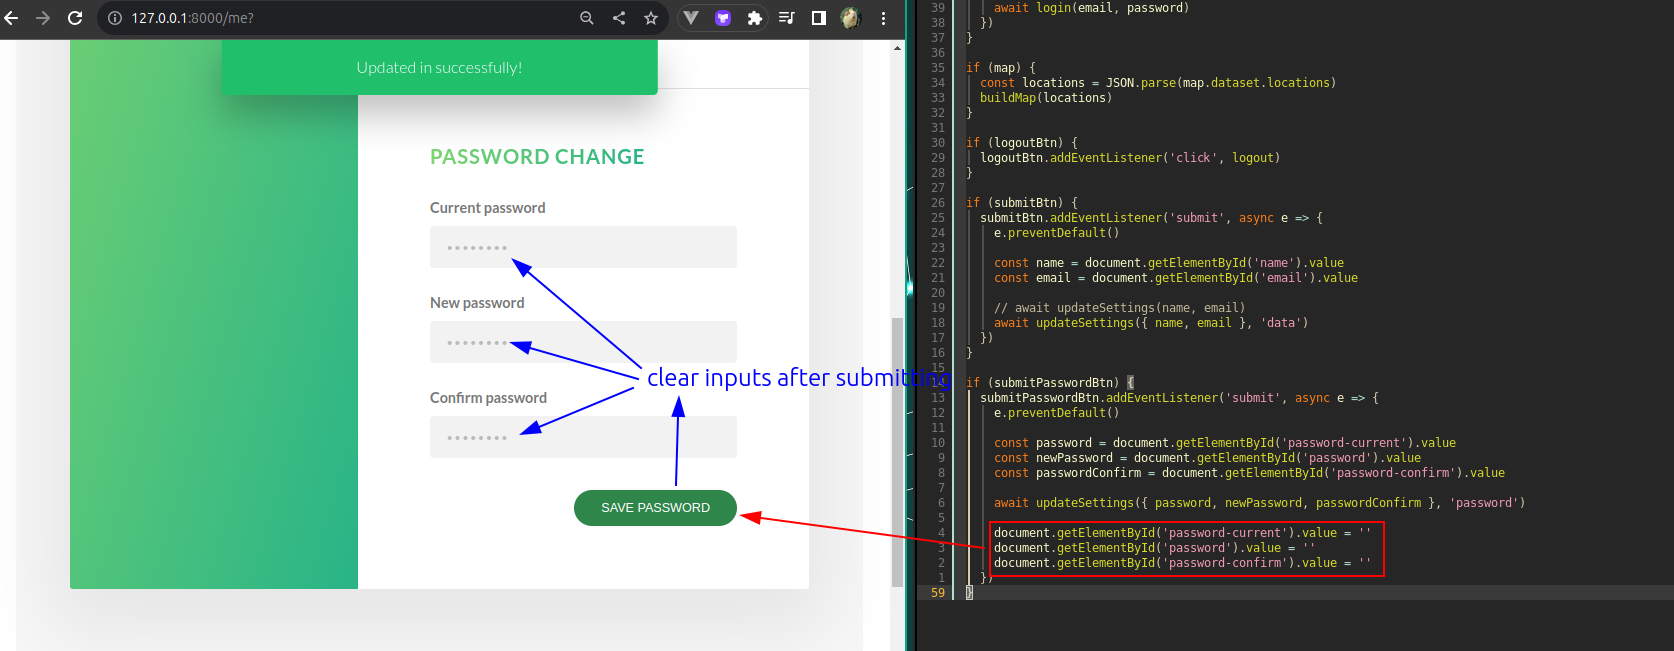 127.0.0.1:8000/me?
Updated in successfully!
PASSWORD CHANGE
Current password
New password
Confirm password
SAVE PASSWORD
clear inputs after submitting
39 await login(email, password)
38 })
37 }
36
35 if (map) {
34 const locations = JSON.parse(map.dataset.locations)
33 buildMap(locations)
32 }
31
30 if (logoutBtn) {
29 logoutBtn.addEventListener('click', logout)
28 }
27
26 if (submitBtn) {
25 submitBtn.addEventListener('submit', async e => {
24 e.preventDefault()
23
22 const name = document.getElementById('name').value
21 const email = document.getElementById('email').value
20
19 // await updateSettings(name, email)
18 await updateSettings({ name, email }, 'data')
17 })
16 }
15
if (submitPasswordBtn) {
13 submitPasswordBtn.addEventListener('submit', async e => {
12 e.preventDefault()
11
10 const password = document.getElementById('password-current').value
9 const newPassword = document.getElementById('password').value
8 const passwordConfirm = document.getElementById('password-confirm').value
7
6 await updateSettings({ password, newPassword, passwordConfirm }, 'password')
5
4 document.getElementById('password-current').value = ''
3 document.getElementById('password').value = ''
2 document.getElementById('password-confirm').value = ''
1 })
59 }